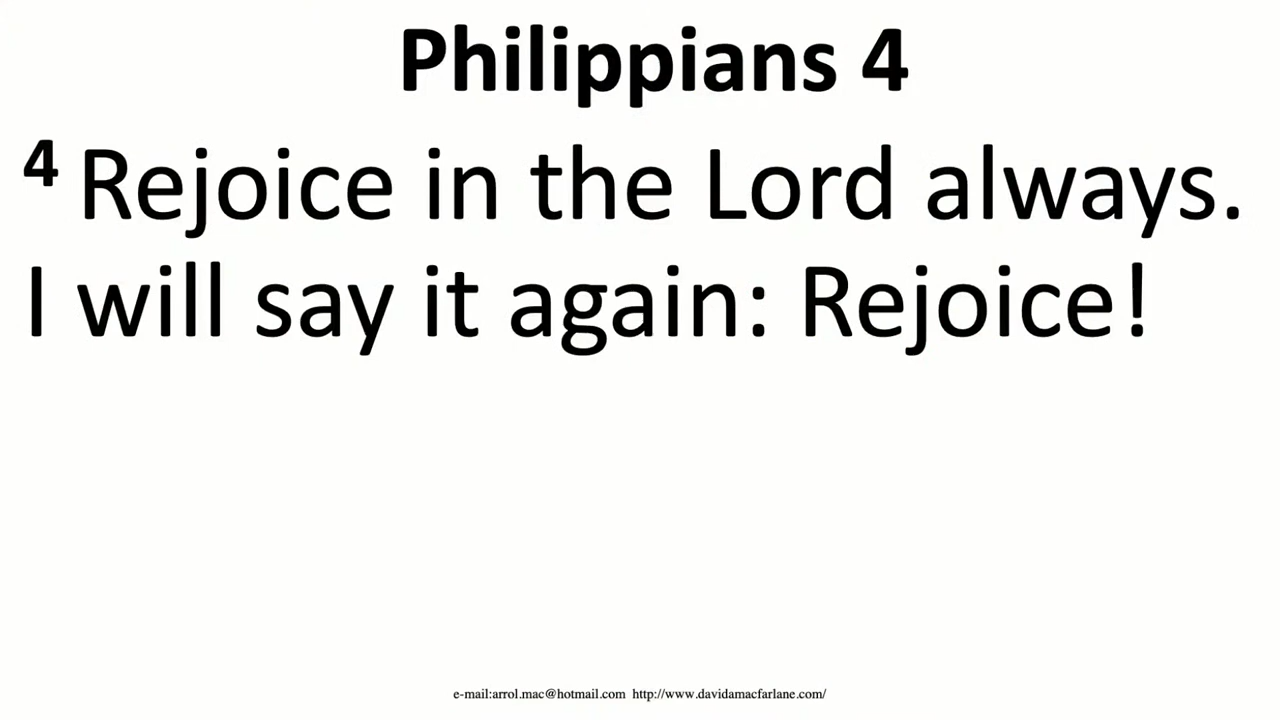 Philippians 4
4 Rejoice in the Lord always.
I will say it again: Rejoice!
e-mail:arrol.mac@hotmail.com http://www.davidamacfarlane.com/